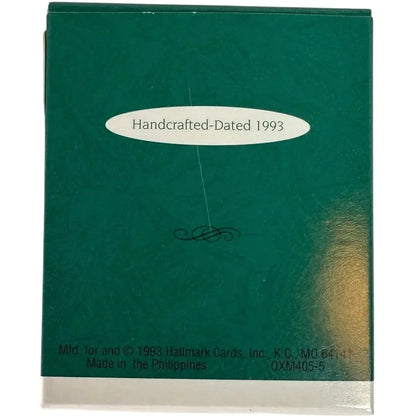 Handcrafted-Dated 1993
Mfd. for and © 1993 Hallmark Cards, Inc., K.C., MO 64141
Made in the Philippines QXM405-5